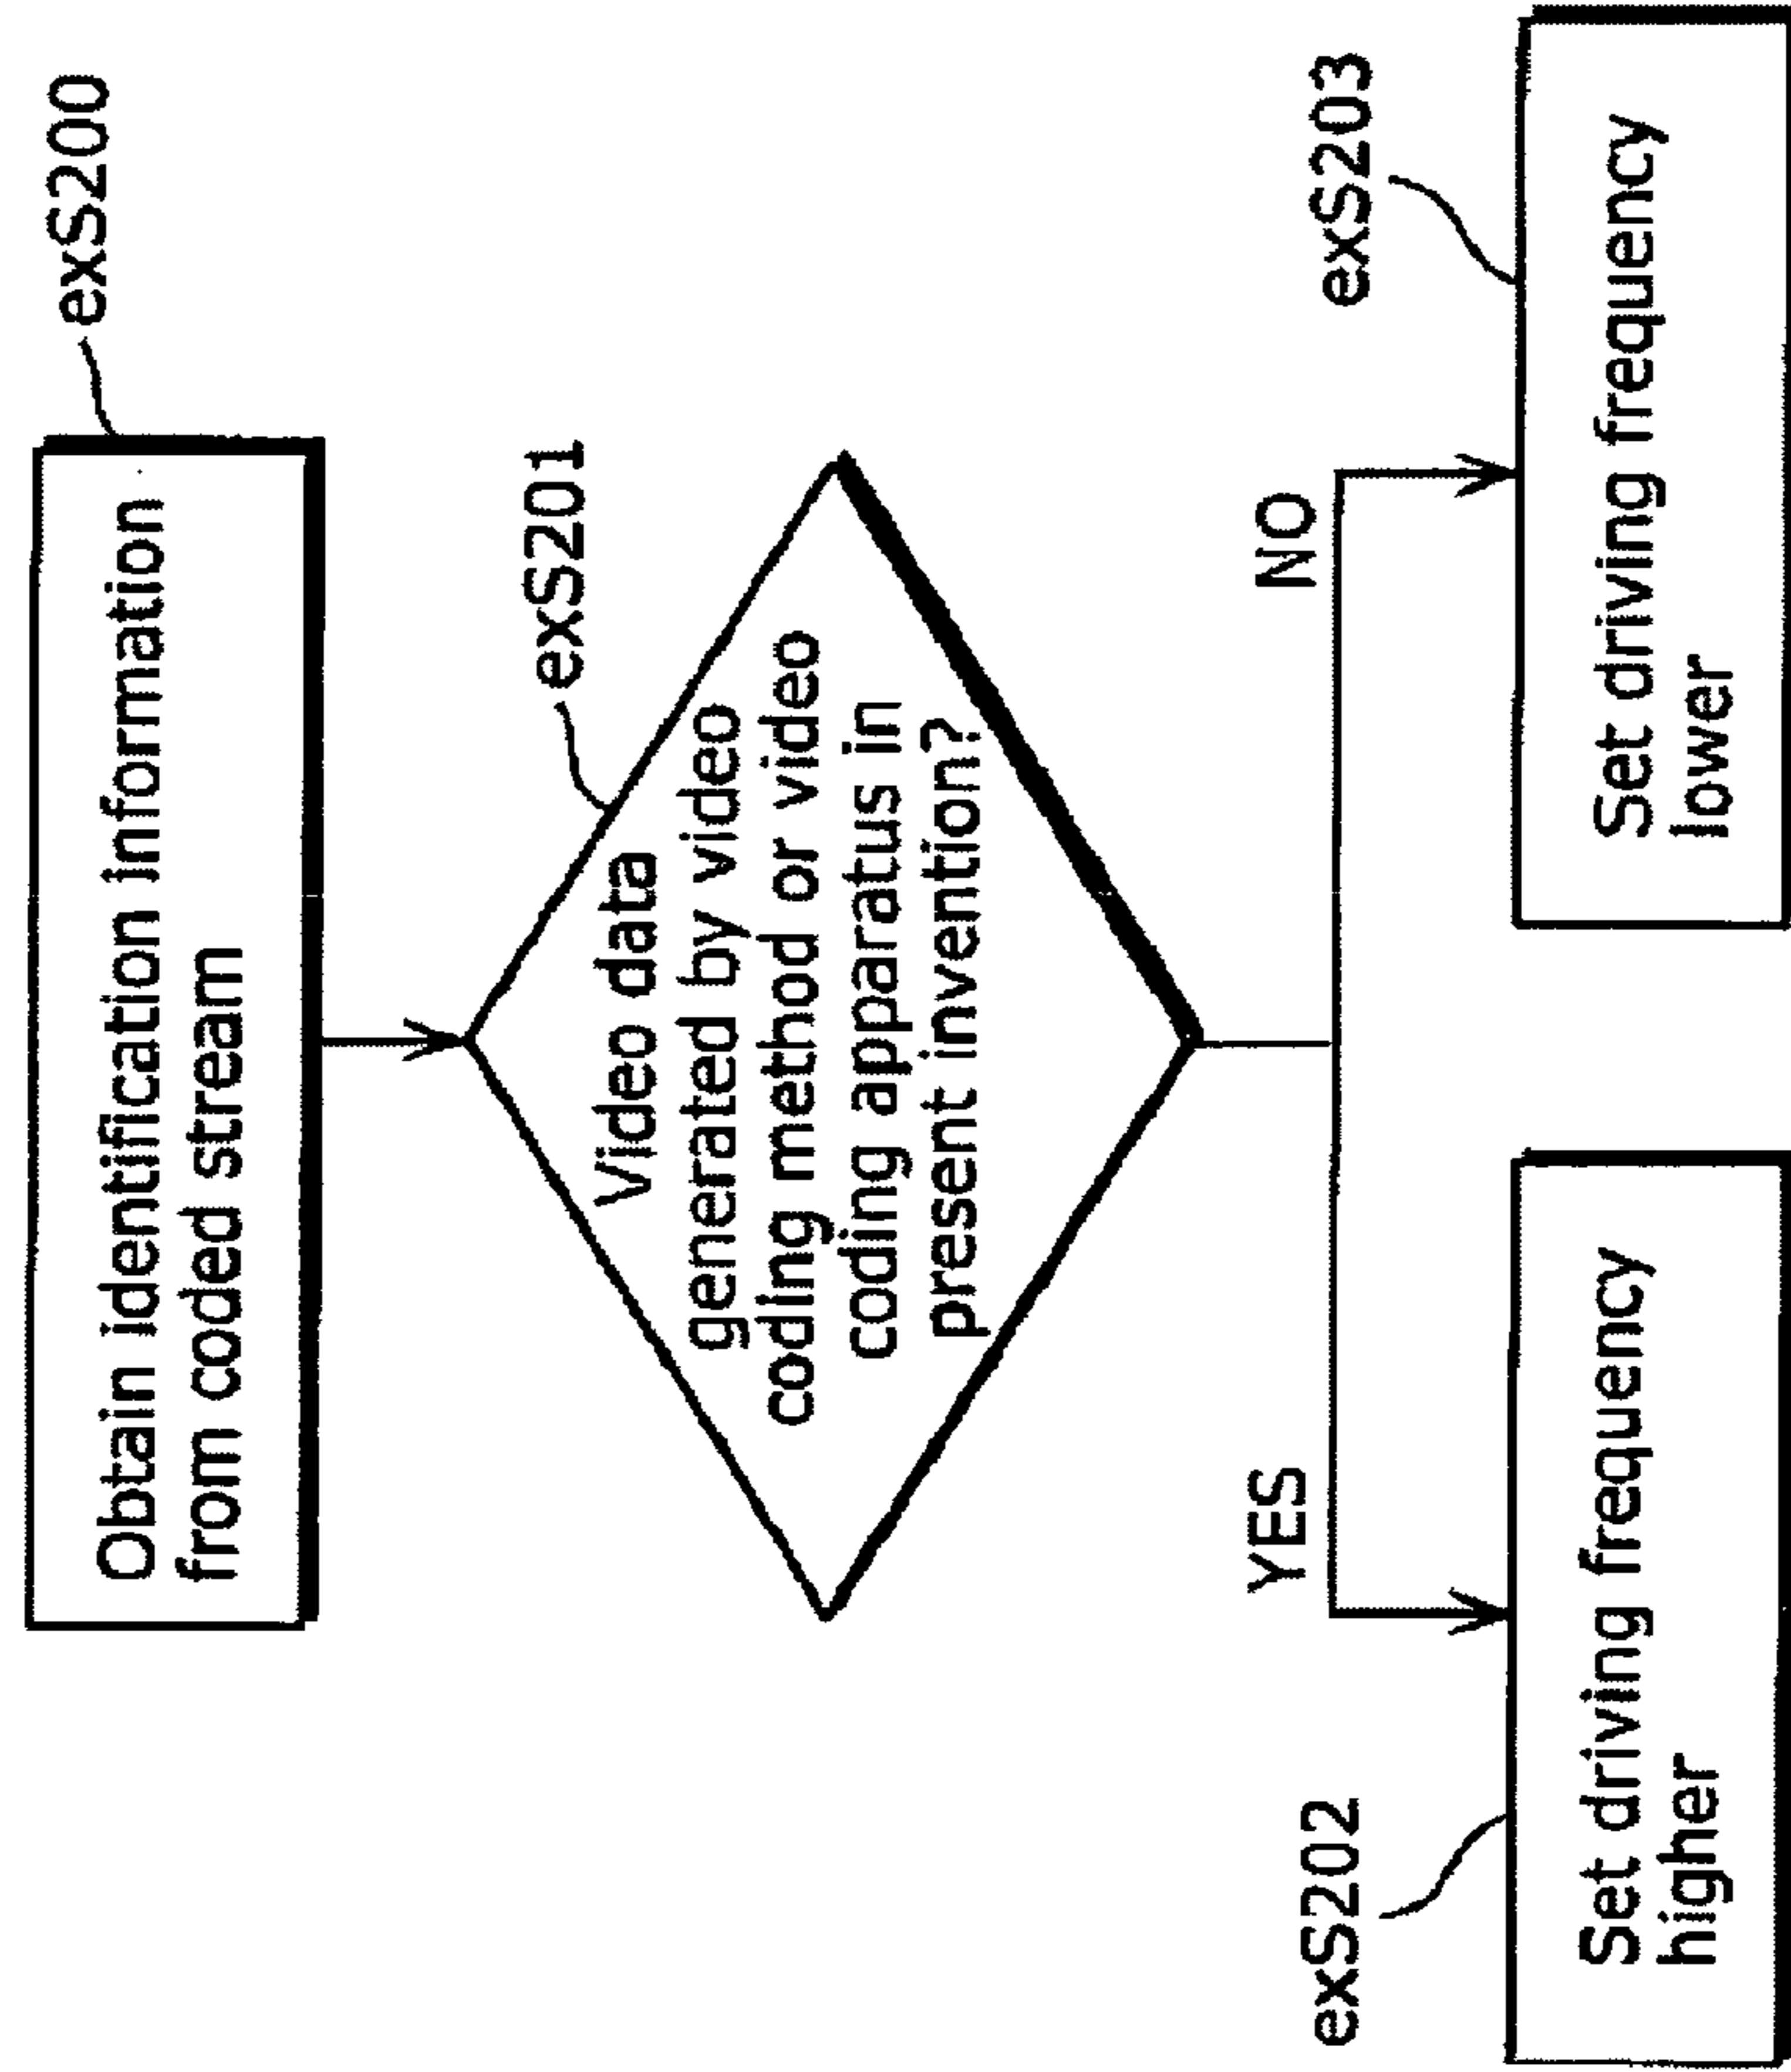 exS200
Obtain identification information
from coded stream
exS201
Video data
generated by video
coding method or video
coding apparatus in
present invention?
YES
NO
exS202
exS203
Set driving frequency
higher
Set driving frequency
lower